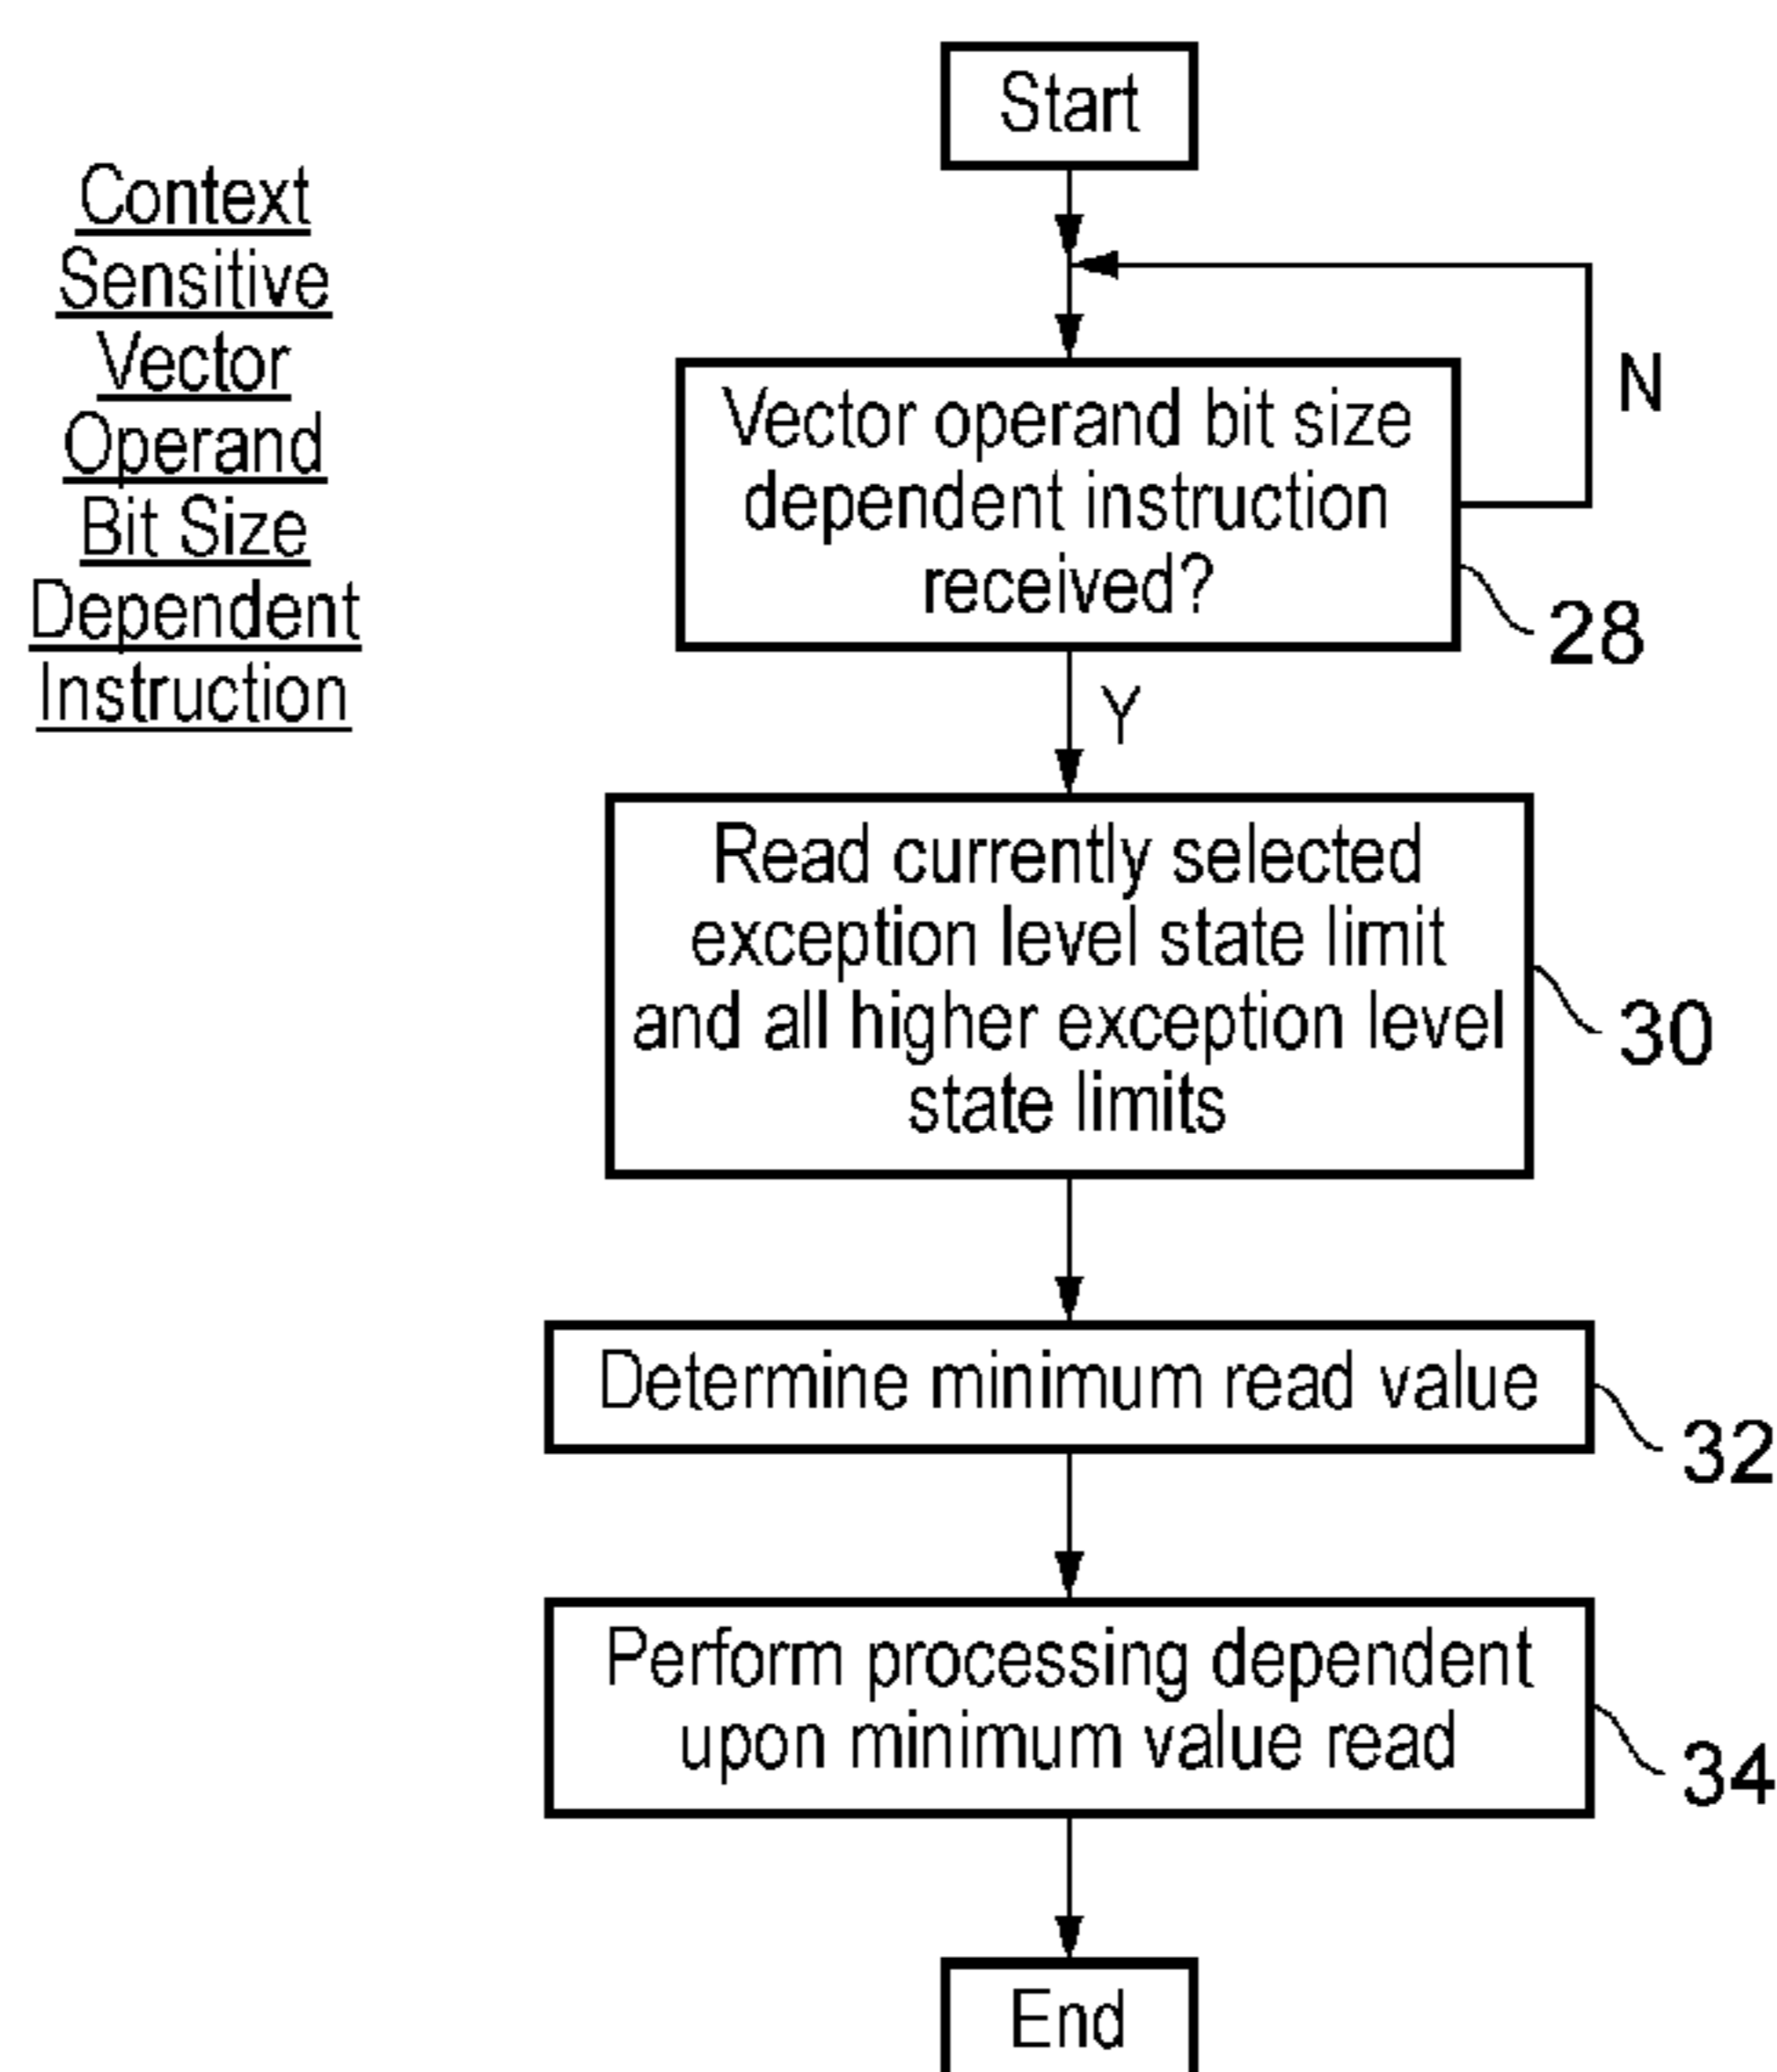 Context
Sensitive
Vector
Operand
Bit Size
Dependent
Instruction
Start
Vector operand bit size
dependent instruction
received?
N
28
Y
Read currently selected
exception level state limit
and all higher exception level
state limits
30
Determine minimum read value
32
Perform processing dependent
upon minimum value read
34
End